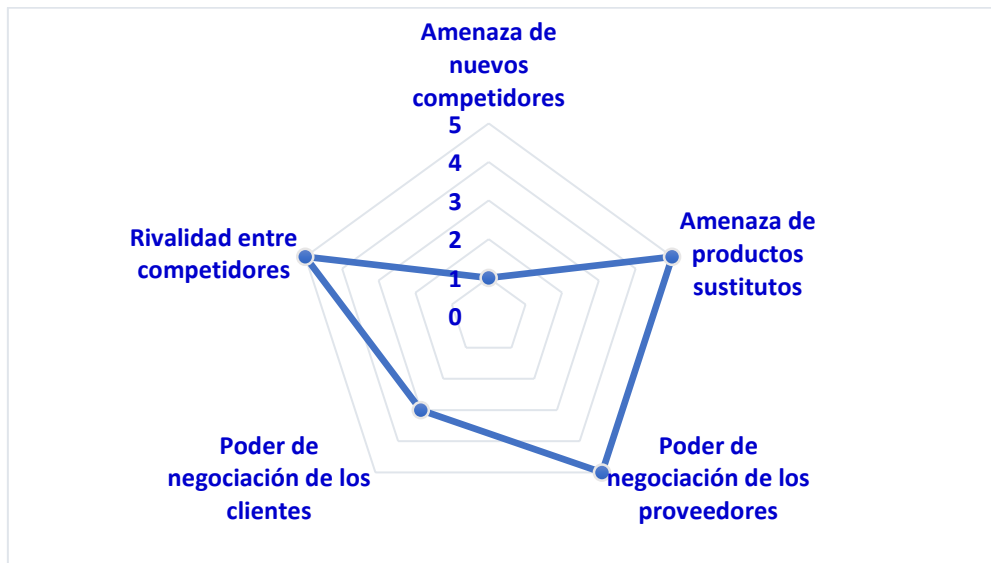 Amenaza de
nuevos
competidores
5
4
3
2
1
0
Amenaza de
productos
sustitutos
Poder de
negociación de los
proveedores
Poder de
negociación de los
clientes
Rivalidad entre
competidores